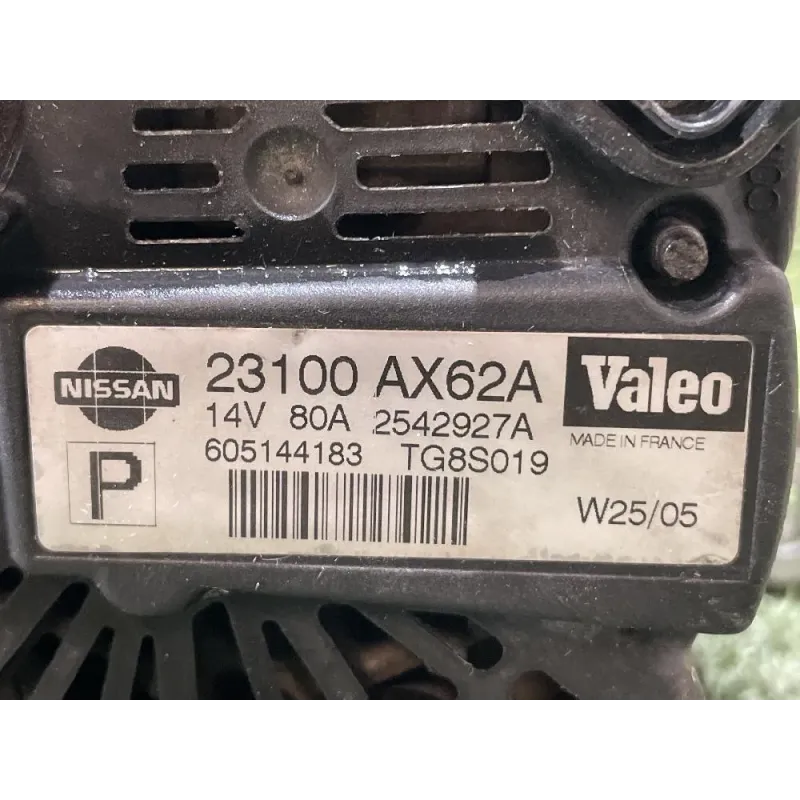 NISSAN 23100 AX62A Valeo
14V 80A 2542927A MADE IN FRANCE
P 605144183 TG8S019
W25/05